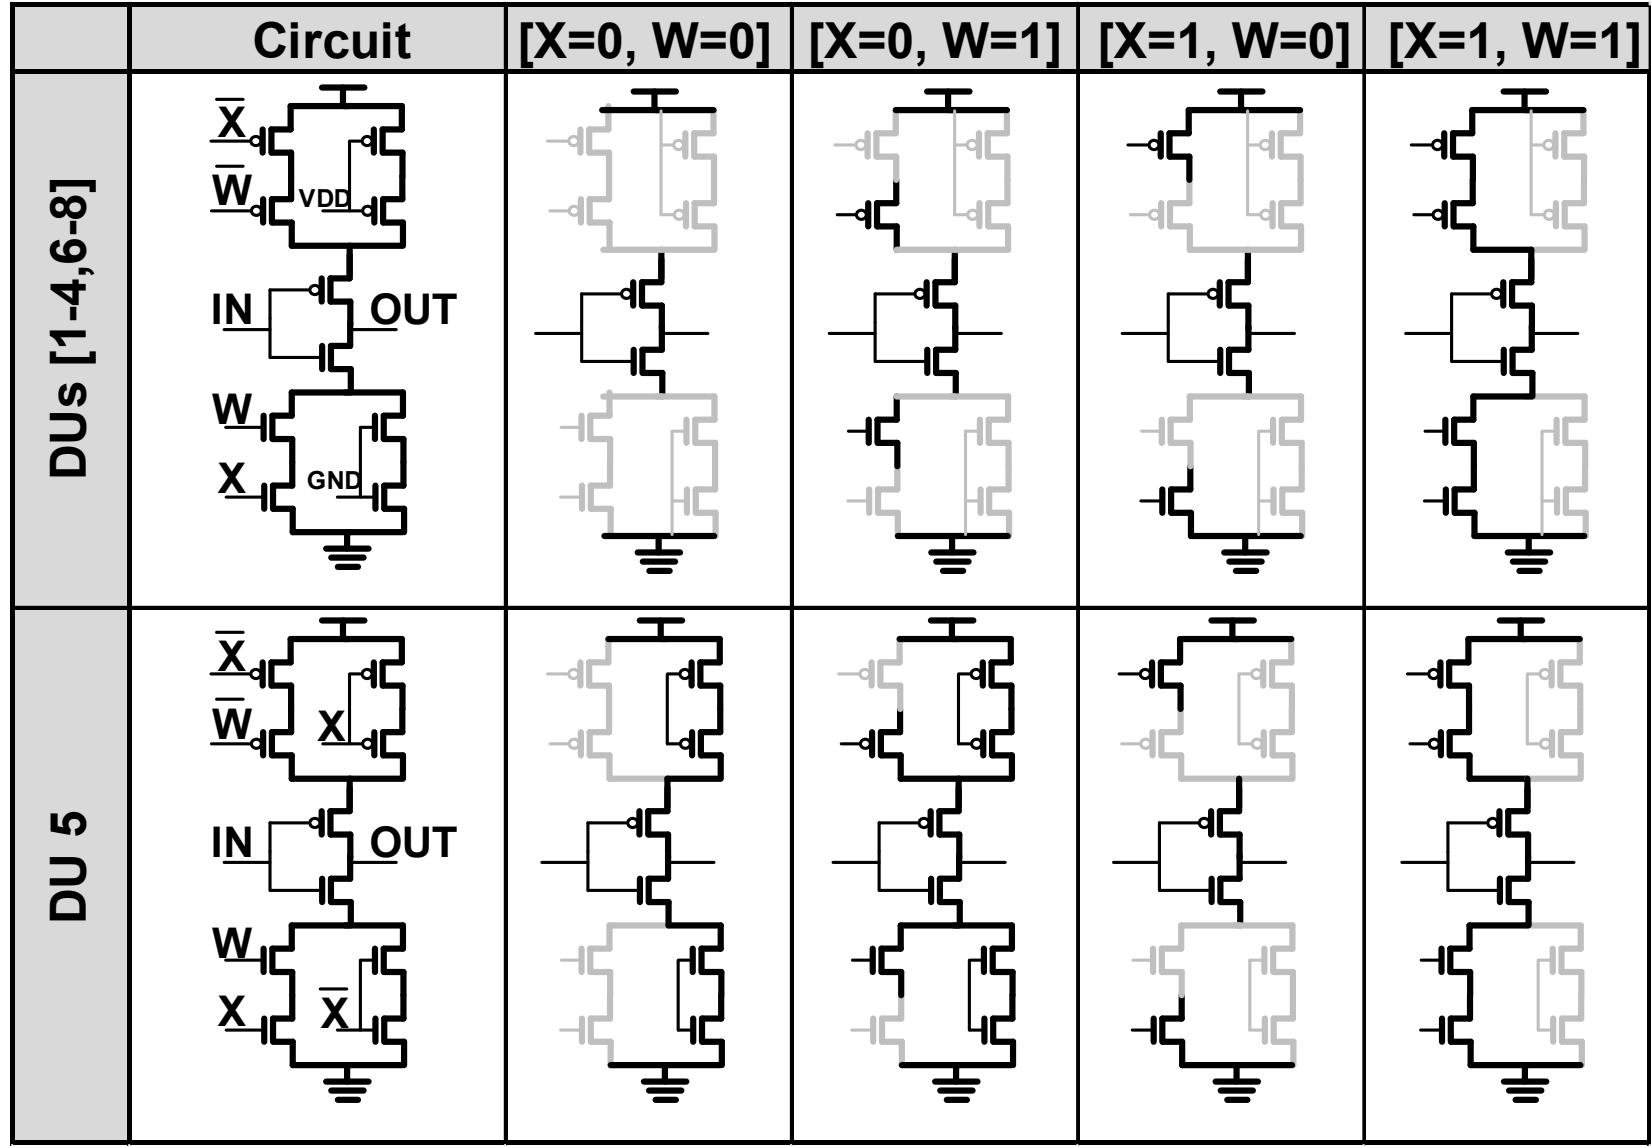 Circuit
[X=0, W=0]
[X=0, W=1]
[X=1, W=0]
[X=1, W=1]
DUs [1-4,6-8]
X̅
W̅
VDD
IN
OUT
W
X
GND
DU 5
X̅
W̅
X
IN
OUT
W
X
X̅